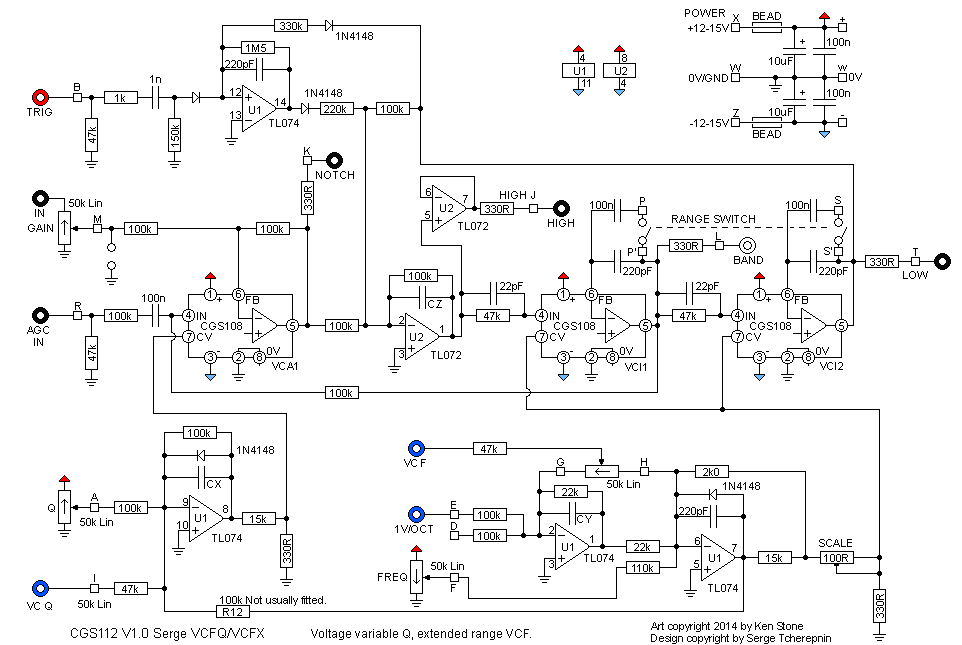 330k
1N4148
1M5
220pF
B
1k
1n
12
13
14
U1
TL074
1N4148
220k
100k
TRIG
47k
150k
POWER
X
BEAD
+12-15V
+
+
100n
10uF
W
0V/GND
w
0V
+
10uF
100n
Z
-12-15V
BEAD
-
4
U1
11
8
U2
4
K
NOTCH
330R
IN
50k Lin
GAIN
M
100k
100k
6
5
7
U2
TL072
330R
HIGH J
HIGH
100n
P
RANGE SWITCH
330R
L
BAND
P'
220pF
100n
S
S'
220pF
330R
T
LOW
AGC
IN
R
100k
100n
47k
1
+
6
FB
4
IN
CGS108
7
CV
5
3
-
2
8
0V
VCA1
100k
100k
CZ
2
3
1
U2
TL072
22pF
47k
1
+
6
FB
4
IN
CGS108
7
CV
5
3
-
2
8
0V
VCI1
22pF
47k
1
+
6
FB
4
IN
CGS108
7
CV
5
3
-
2
8
0V
VCI2
100k
100k
1N4148
CX
Q
A
50k Lin
100k
9
10
8
U1
TL074
15k
330R
VC Q
I
50k Lin
47k
100k Not usually fitted.
R12
VC F
47k
G
H
50k Lin
2k0
1N4148
220pF
22k
CY
1V/OCT
E
D
100k
100k
2
3
1
U1
TL074
22k
110k
FREQ
50k Lin
F
6
5
7
U1
TL074
15k
SCALE
100R
330R
CGS112 V1.0 Serge VCFQ/VCFX
Voltage variable Q, extended range VCF.
Art copyright 2014 by Ken Stone
Design copyright by Serge Tcherepnin